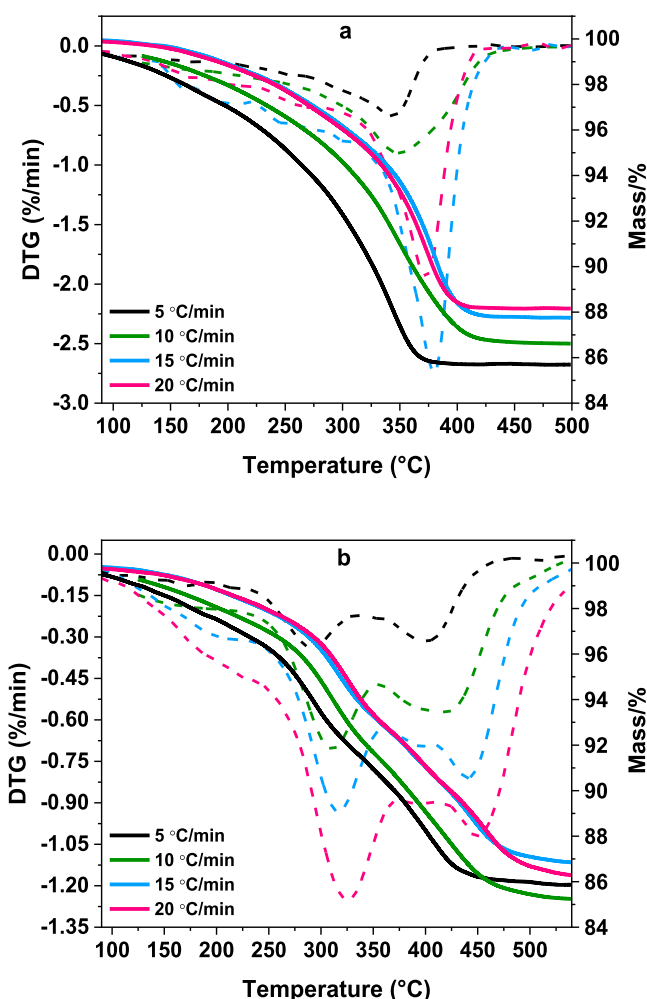 a
0.0
-0.5
-1.0
-1.5
-2.0
-2.5
-3.0
DTG (%/min)
100
98
96
94
92
90
88
86
84
Mass/%
5 °C/min
10 °C/min
15 °C/min
20 °C/min
100 150 200 250 300 350 400 450 500
Temperature (°C)
b
0.00
-0.15
-0.30
-0.45
-0.60
-0.75
-0.90
-1.05
-1.20
-1.35
DTG (%/min)
100
98
96
94
92
90
88
86
84
Mass/%
5 °C/min
10 °C/min
15 °C/min
20 °C/min
100 150 200 250 300 350 400 450 500
Temperature (°C)